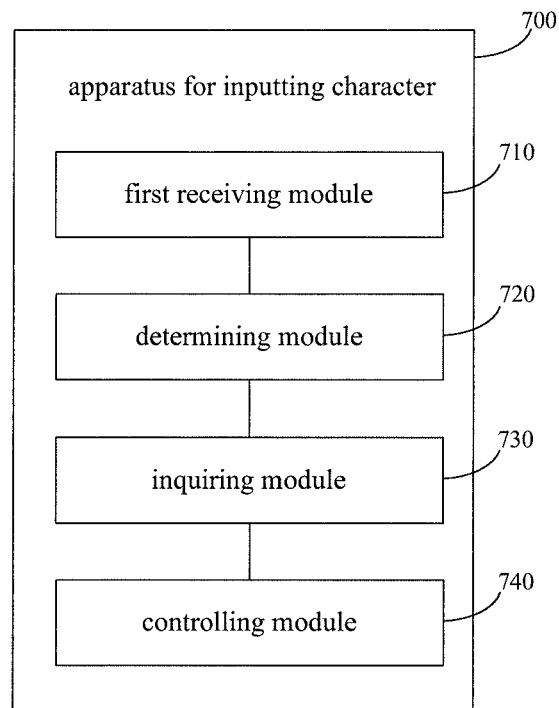 700
apparatus for inputting character
710
first receiving module
720
determining module
730
inquiring module
740
controlling module